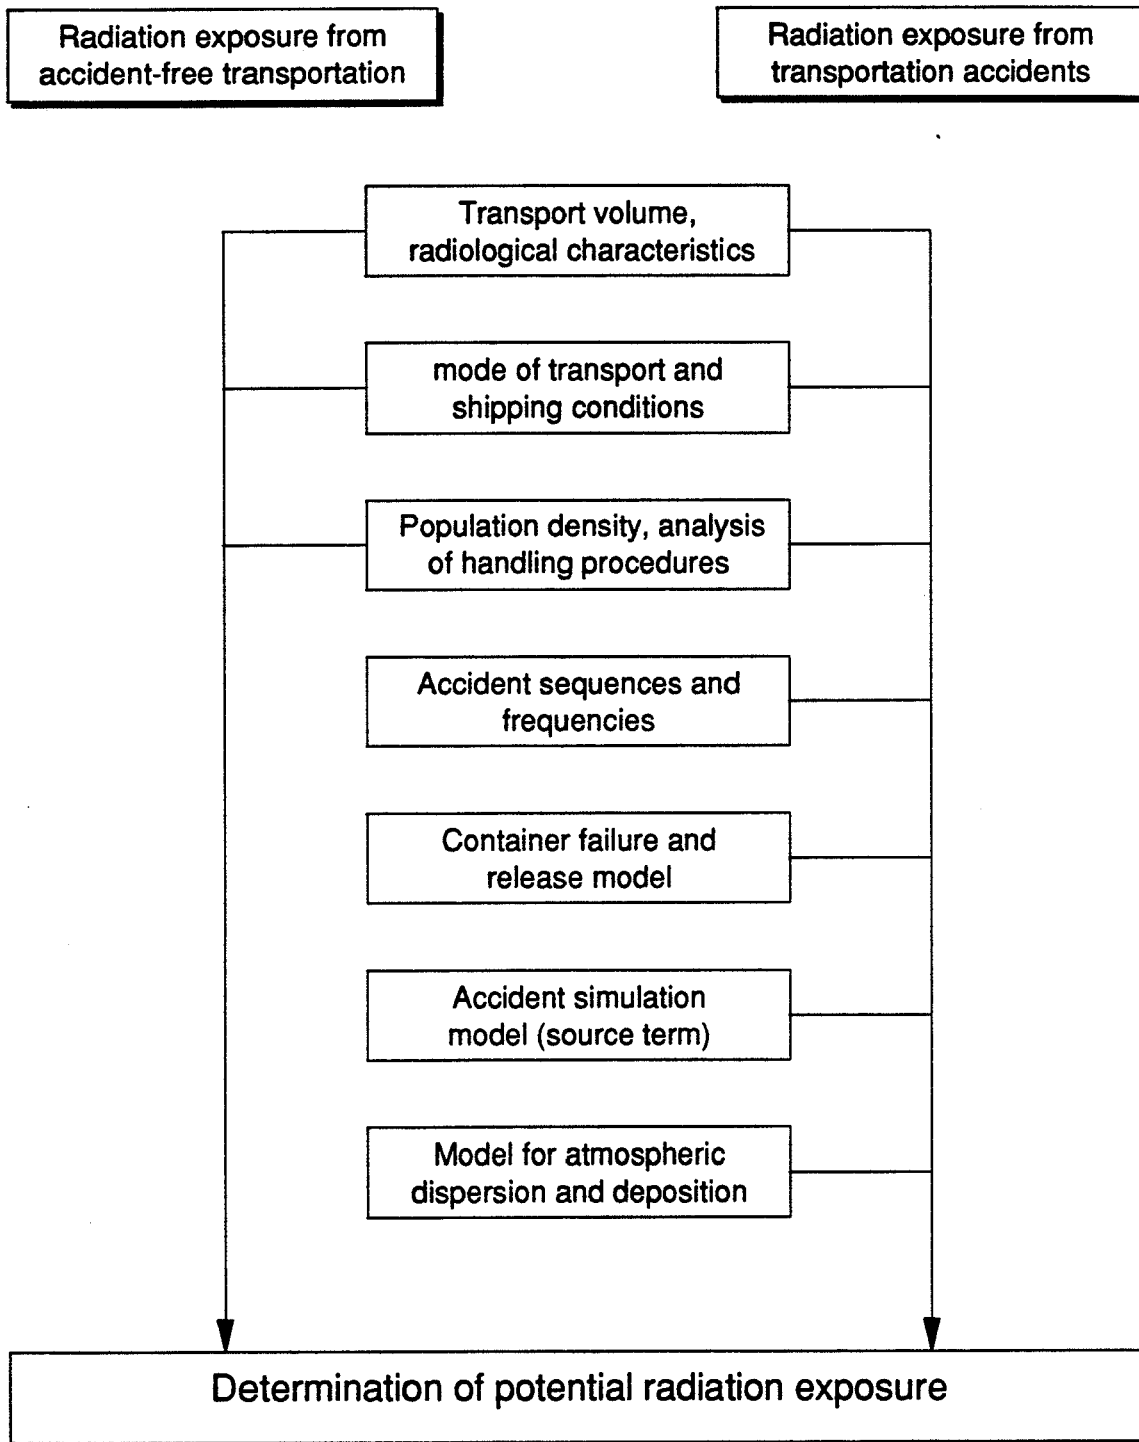 Radiation exposure from
accident-free transportation
Radiation exposure from
transportation accidents
Transport volume,
radiological characteristics
mode of transport and
shipping conditions
Population density, analysis
of handling procedures
Accident sequences and
frequencies
Container failure and
release model
Accident simulation
model (source term)
Model for atmospheric
dispersion and deposition
Determination of potential radiation exposure